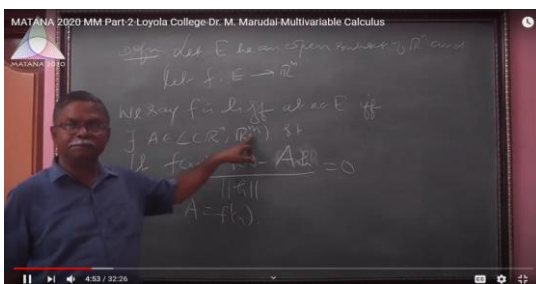 MATANA 2020 MM Part-2-Loyola College-Dr. M. Marudai-Multivariable Calculus
MATANA 2020
Defn Let E be an open subset of ℝⁿ and
let f: E → ℝᵐ
We say f is diff at x ∈ E iff
∃ A ∈ L(ℝⁿ, ℝᵐ) st
= 0
||h||
A = f'(x).
4:53 / 32:26